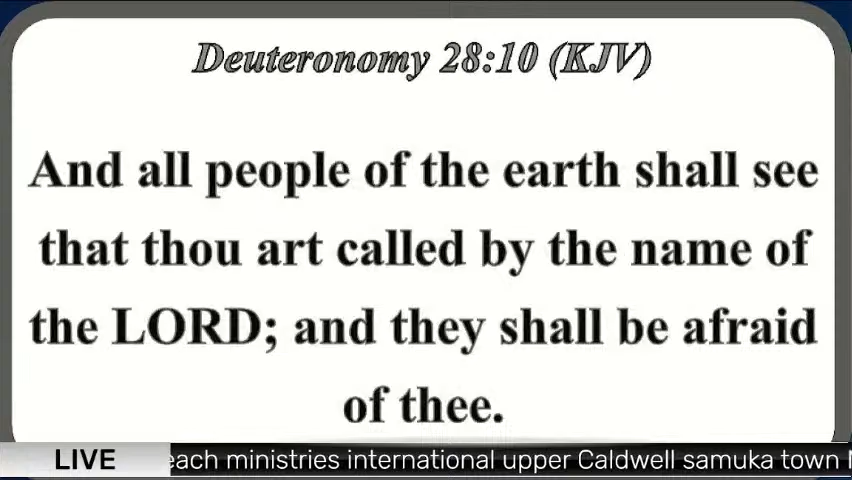 Deuteronomy 28:10 (KJV)
And all people of the earth shall see
that thou art called by the name of
the LORD; and they shall be afraid
of thee.
LIVE
ministries international upper Caldwell samuka town